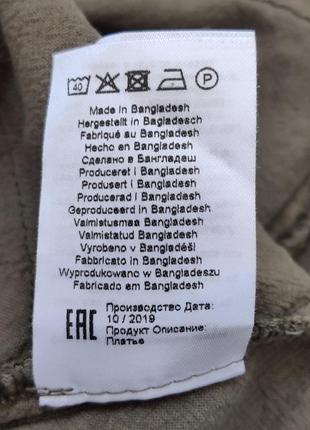 40 P
Made in Bangladesh
Hergestellt in Bagladesch
Fabriqué au Bangladesh
Hecho en Bangladesh
Сделано в Бангладеш
Produceret i Bangladesh
Produsert i Bangladesh
Producerad i Bangladesh
Geproduceerd in Bangladesh
Valmistusmaa Bangladesh
Valmistatud Bangladesh
Vyrobeno v Bangladéši
Fabbricato in Bangladesh
Wyprodukowano w Bangladeszu
Fabricado em Bangladesh
EAC Производство Дата:
10 / 2019
Продукт Описание:
Платье